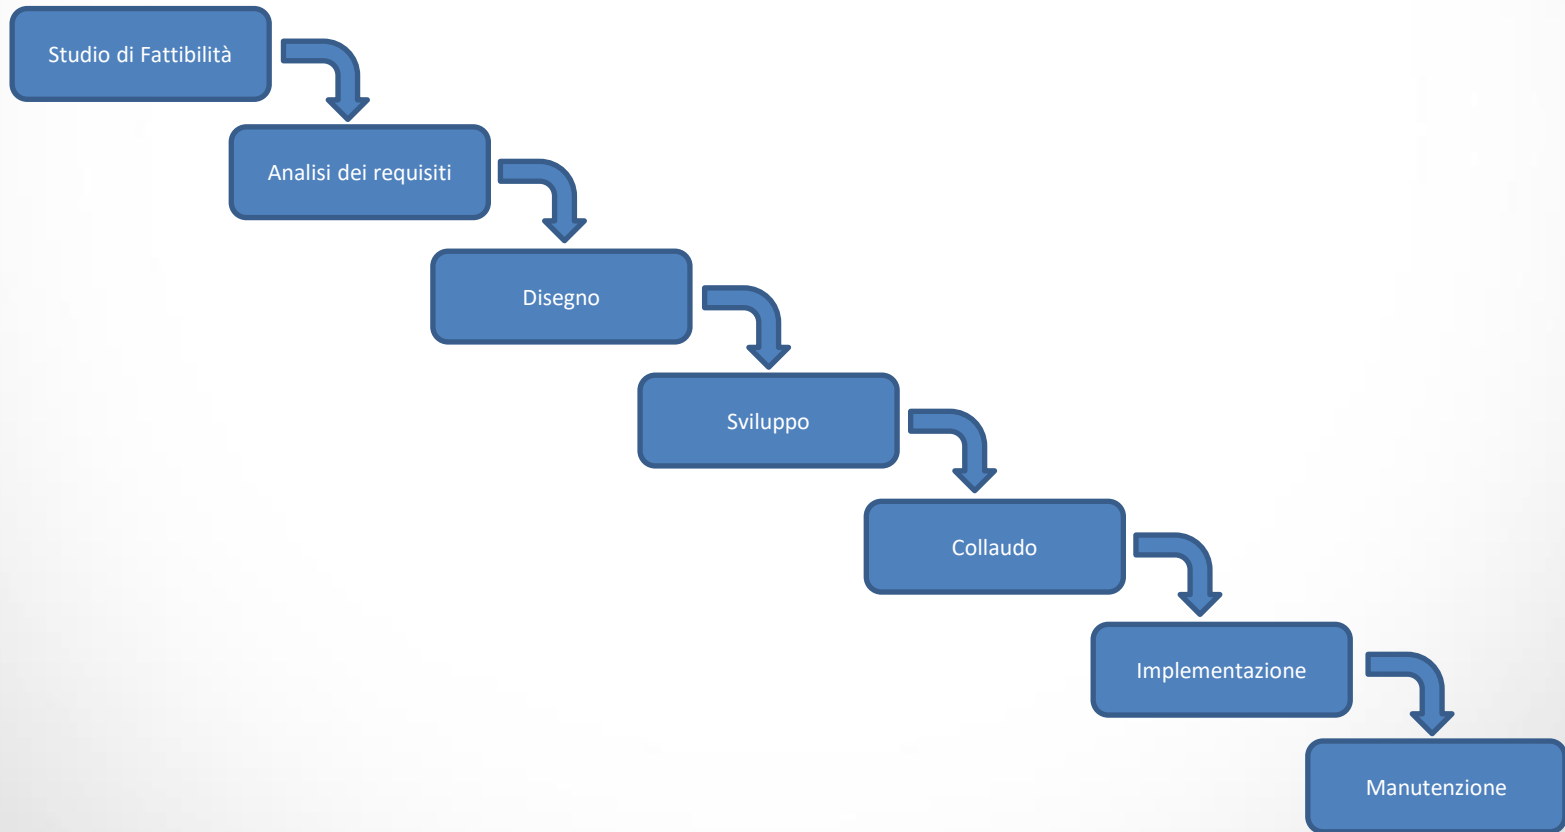 Studio di Fattibilità
Analisi dei requisiti
Disegno
Sviluppo
Collaudo
Implementazione
Manutenzione